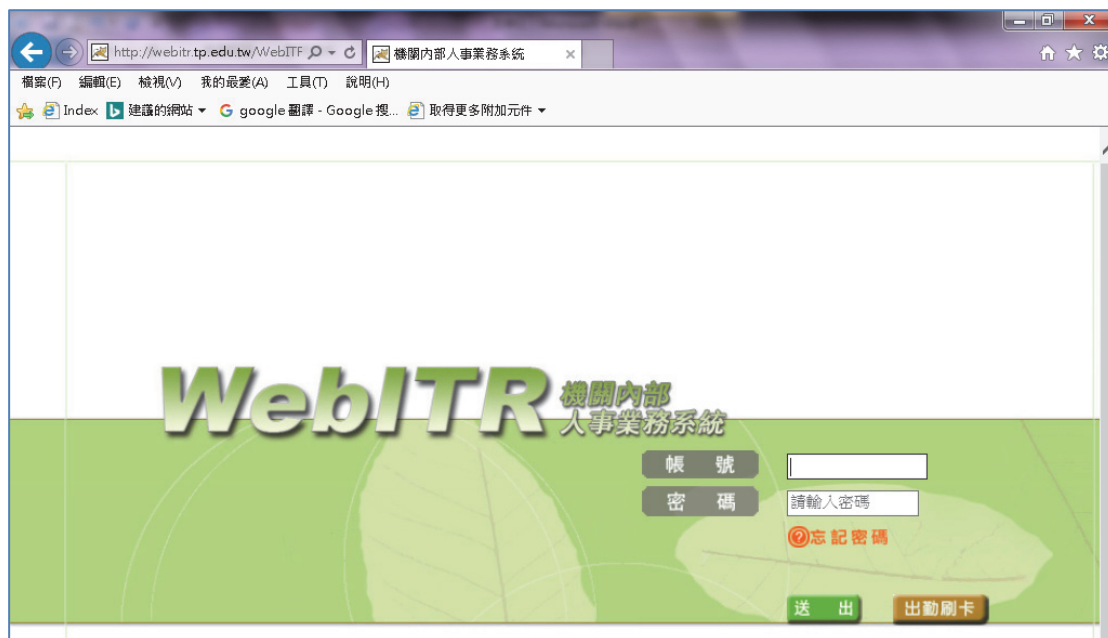 http://webitr.tp.edu.tw/WebITF
機關內部人事業務系統
檔案(F) 編輯(E) 檢視(V) 我的最愛(A) 工具(T) 說明(H)
Index 建議的網站 google 翻譯 - Google 搜... 取得更多附加元件
WebITR 機關內部
人事業務系統
帳 號
密 碼 請輸入密碼
忘記密碼
送 出 出勤刷卡